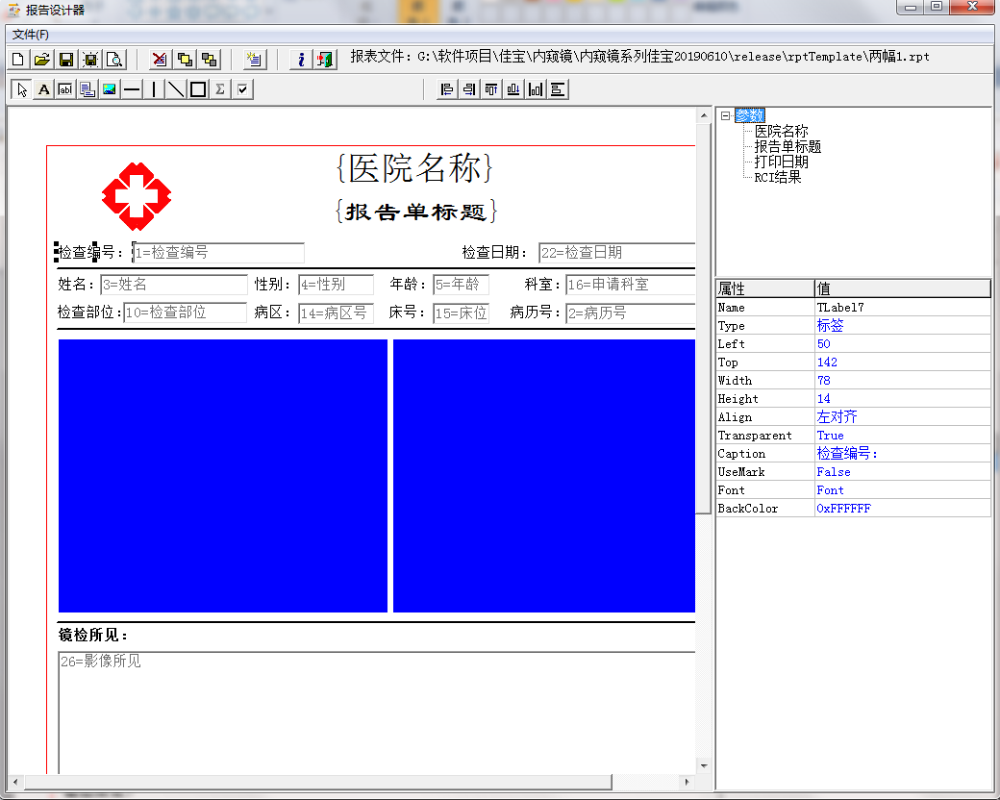 报告设计器
文件(F)
报表文件: G:\软件项目\佳宝\内窥镜\内窥镜系列佳宝20190610\release\rptTemplate\两幅1.rpt
A ab Σ
{医院名称}
{报告单标题}
检查编号: 1=检查编号 检查日期: 22=检查日期
姓名: 3=姓名 性别: 4=性别 年龄: 5=年龄 科室: 16=申请科室
检查部位: 10=检查部位 病区: 14=病区号 床号: 15=床位 病历号: 2=病历号
镜检所见:
26=影像所见
参数
医院名称
报告单标题
打印日期
RCI结果
属性 值
Name TLabel7
Type 标签
Left 50
Top 142
Width 78
Height 14
Align 左对齐
Transparent True
Caption 检查编号:
UseMark False
Font Font
BackColor 0xFFFFFF